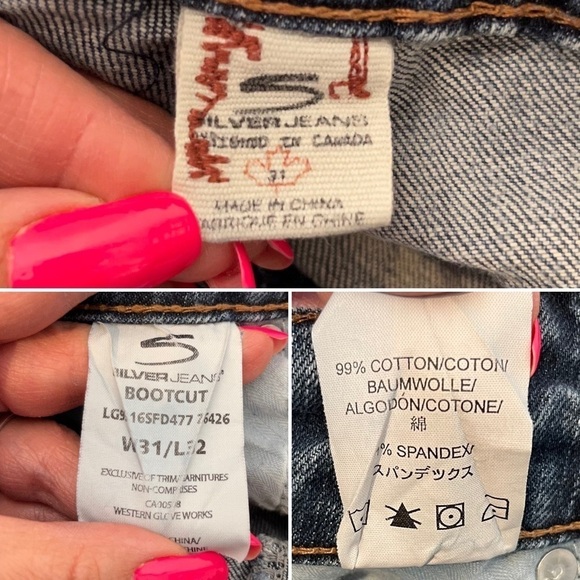 SILVER JEANS
DESIGNED IN CANADA
31
MADE IN CHINA
FABRIQUÉ EN CHINE
SILVER JEANS
BOOTCUT
W31/L32
EXCLUSIVE OF TRIM/GARNITURES
NON-COMPRISES
WESTERN GLOVE WORKS
CHINA/
CHINE
99% COTTON/COTON/
BAUMWOLLE/
ALGODÓN/COTONE/
綿
% SPANDEX/
スパンデックス